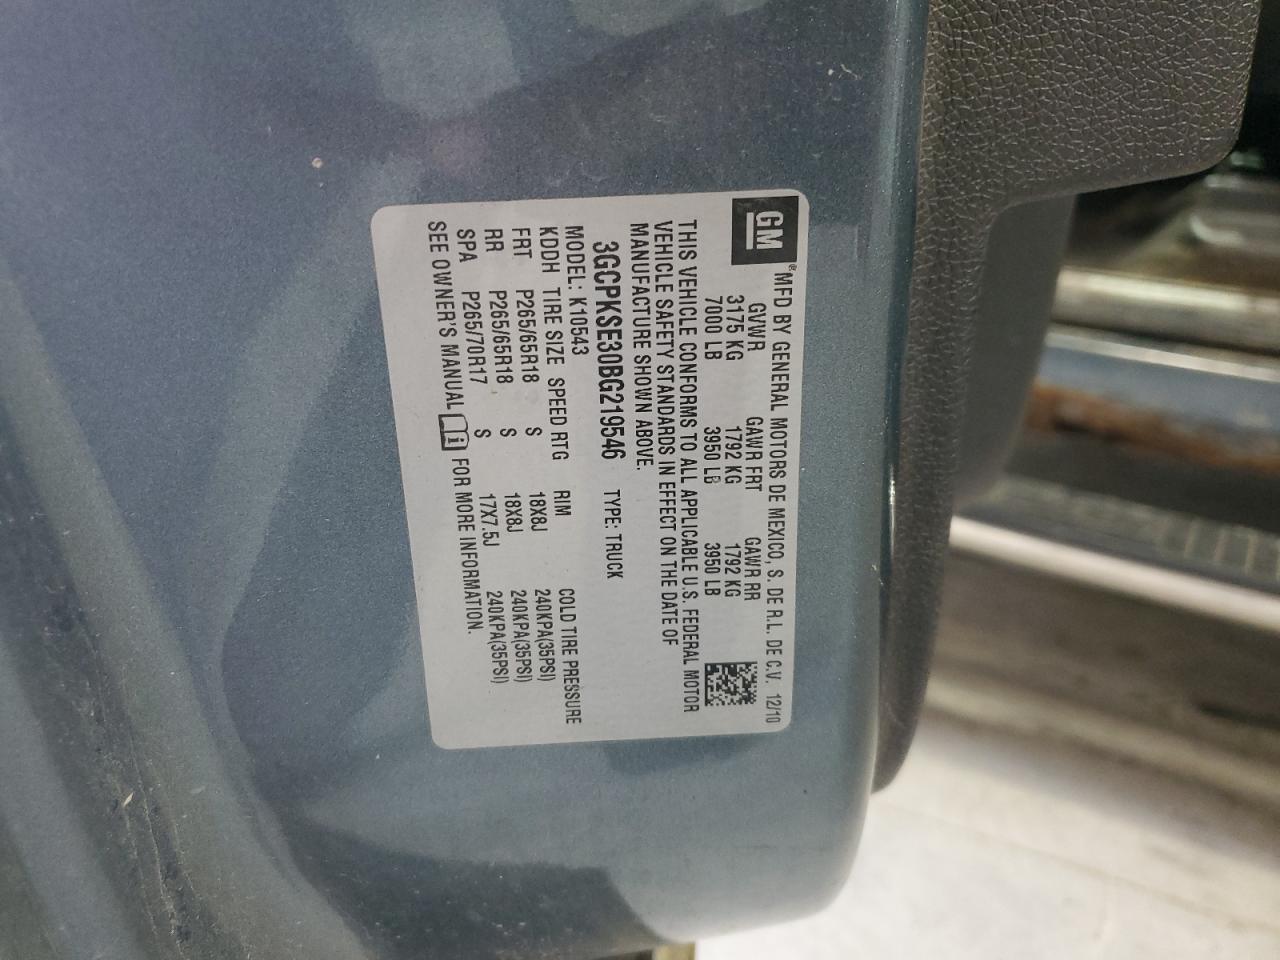 GM® MFD BY GENERAL MOTORS DE MEXICO, S. DE R.L. DE C.V. 12/10
GVWR GAWR FRT GAWR RR
3175 KG 1792 KG 1792 KG
7000 LB 3950 LB 3950 LB
THIS VEHICLE CONFORMS TO ALL APPLICABLE U.S. FEDERAL MOTOR
VEHICLE SAFETY STANDARDS IN EFFECT ON THE DATE OF
MANUFACTURE SHOWN ABOVE.
3GCPKSE30BG219546 TYPE: TRUCK
MODEL: K10543
KDDH TIRE SIZE SPEED RTG RIM COLD TIRE PRESSURE
FRT P265/65R18 S 18X8J 240KPA(35PSI)
RR P265/65R18 S 18X8J 240KPA(35PSI)
SPA P265/70R17 S 17X7.5J 240KPA(35PSI)
SEE OWNER'S MANUAL i FOR MORE INFORMATION.